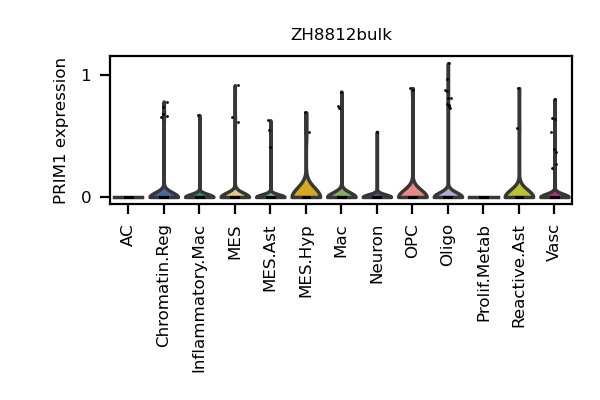 ZH8812bulk
PRIM1 expression
1
0
AC
Chromatin.Reg
Inflammatory.Mac
MES
MES.Ast
MES.Hyp
Mac
Neuron
OPC
Oligo
Prolif.Metab
Reactive.Ast
Vasc